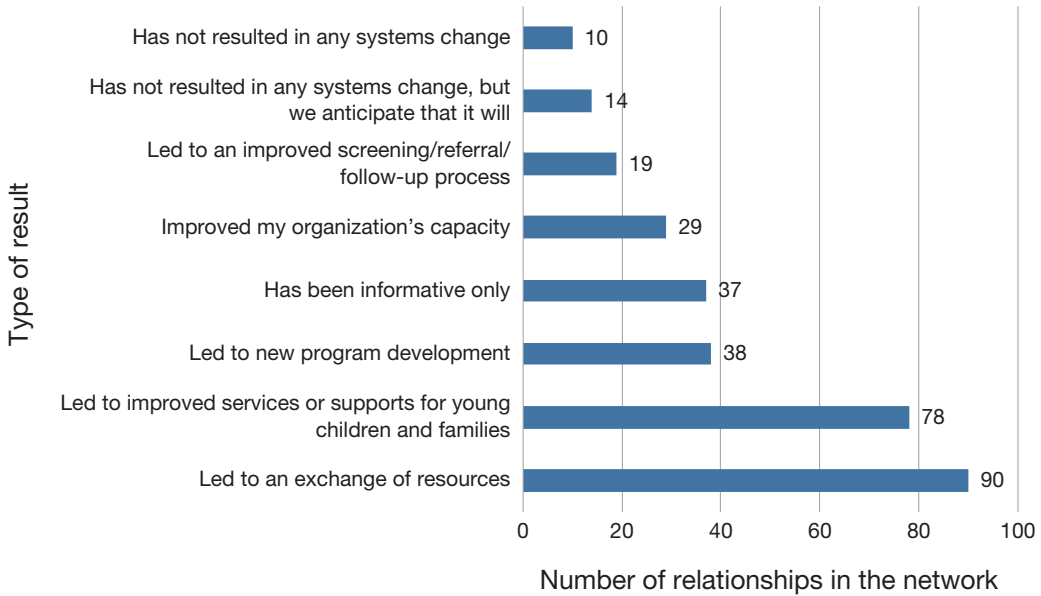 Has not resulted in any systems change
10
Has not resulted in any systems change, but
we anticipate that it will
14
Led to an improved screening/referral/
follow-up process
19
Improved my organization’s capacity
29
Has been informative only
37
Led to new program development
38
Led to improved services or supports for young
children and families
78
Led to an exchange of resources
90
Type of result
0 20 40 60 80 100
Number of relationships in the network